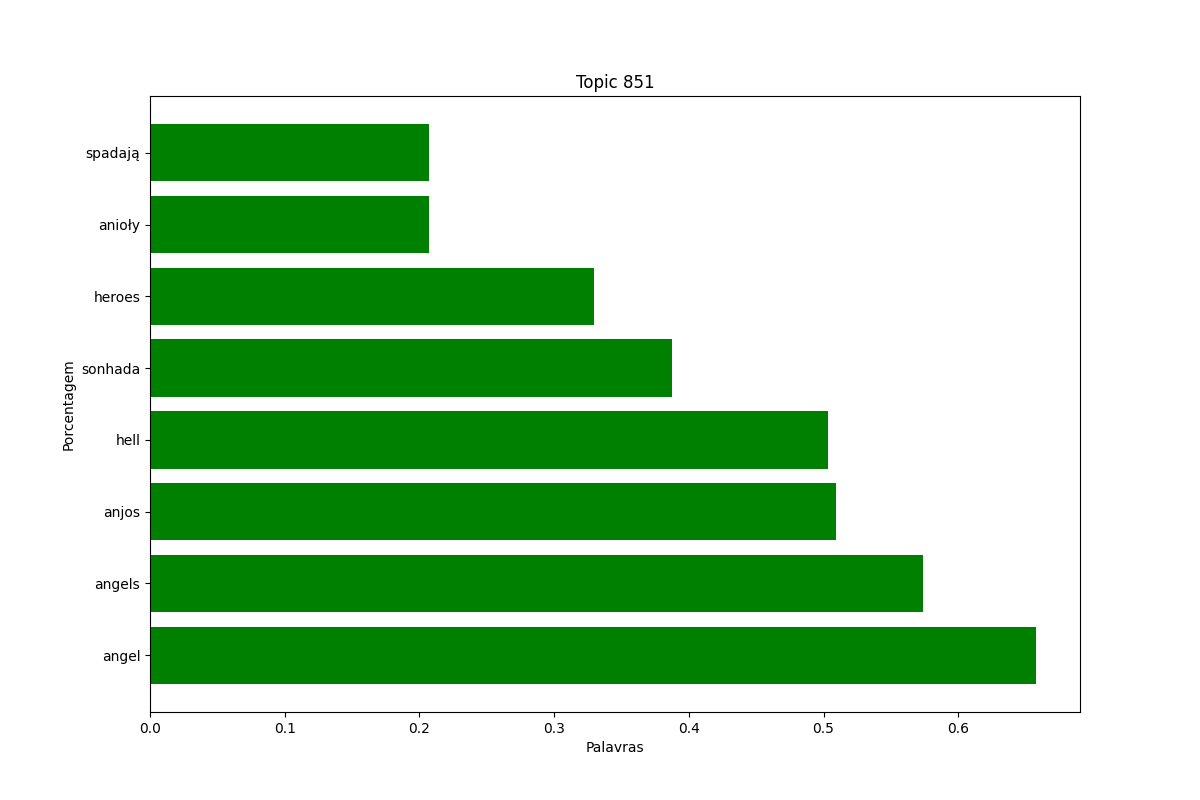 Topic 851
spadają
anioły
heroes
sonhada
hell
anjos
angels
angel
Porcentagem
0.0 0.1 0.2 0.3 0.4 0.5 0.6
Palavras